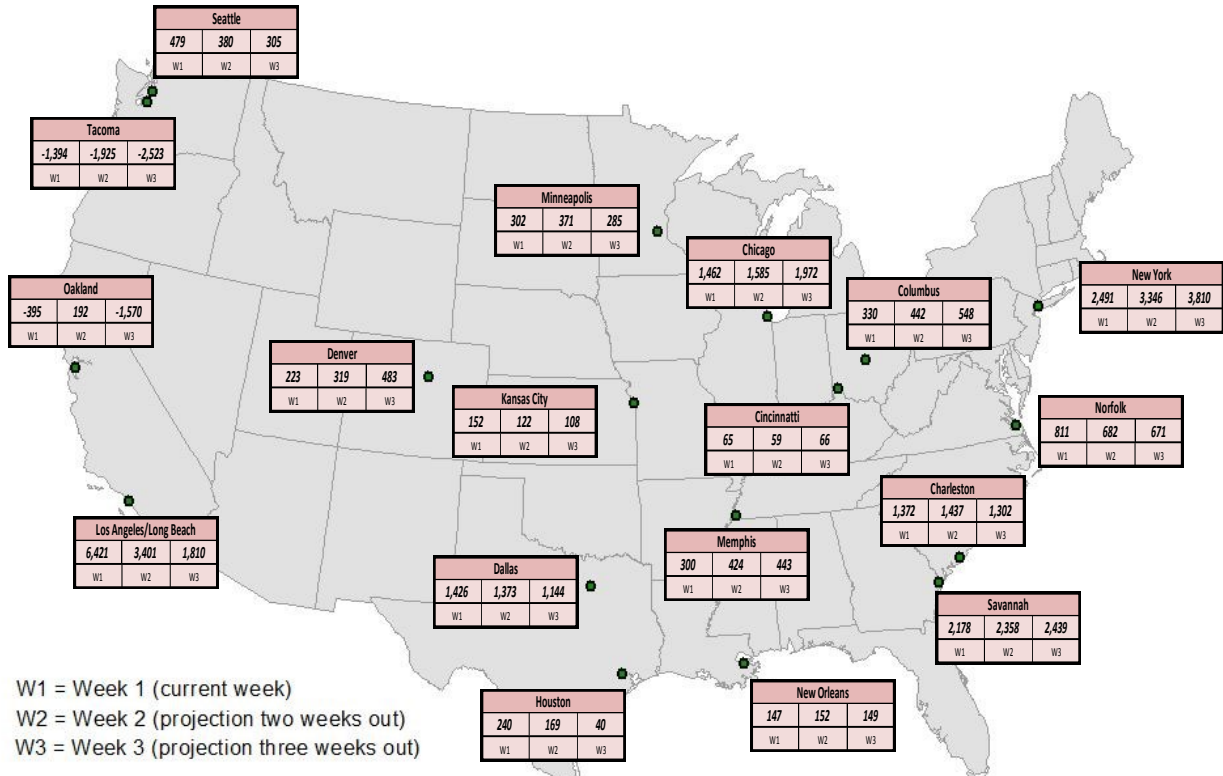 Seattle
479 380 305
W1 W2 W3
Tacoma
-1,394 -1,925 -2,523
W1 W2 W3
Minneapolis
302 371 285
W1 W2 W3
Chicago
1,462 1,585 1,972
W1 W2 W3
New York
2,491 3,346 3,810
W1 W2 W3
Oakland
-395 192 -1,570
W1 W2 W3
Columbus
330 442 548
W1 W2 W3
Denver
223 319 483
W1 W2 W3
Kansas City
152 122 108
W1 W2 W3
Cincinnatti
65 59 66
W1 W2 W3
Norfolk
811 682 671
W1 W2 W3
Charleston
1,372 1,437 1,302
W1 W2 W3
Los Angeles/Long Beach
6,421 3,401 1,810
W1 W2 W3
Memphis
300 424 443
W1 W2 W3
Dallas
1,426 1,373 1,144
W1 W2 W3
Savannah
2,178 2,358 2,439
W1 W2 W3
New Orleans
147 152 149
W1 W2 W3
Houston
240 169 40
W1 W2 W3
W1 = Week 1 (current week)
W2 = Week 2 (projection two weeks out)
W3 = Week 3 (projection three weeks out)